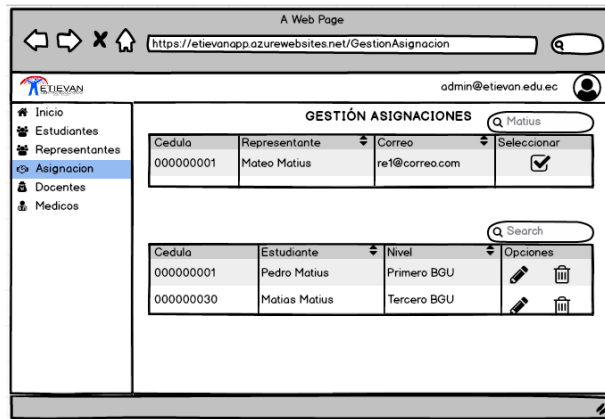 A Web Page
https://etievanapp.azurewebsites.net/GestionAsignacion
ETIEVAN
admin@etievan.edu.ec
Inicio
Estudiantes
Representantes
Asignacion
Docentes
Medicos
GESTIÓN ASIGNACIONES
Matius
Cedula Representante Correo Seleccionar
000000001 Mateo Matius re1@correo.com
Search
Cedula Estudiante Nivel Opciones
000000001 Pedro Matius Primero BGU
000000030 Matias Matius Tercero BGU